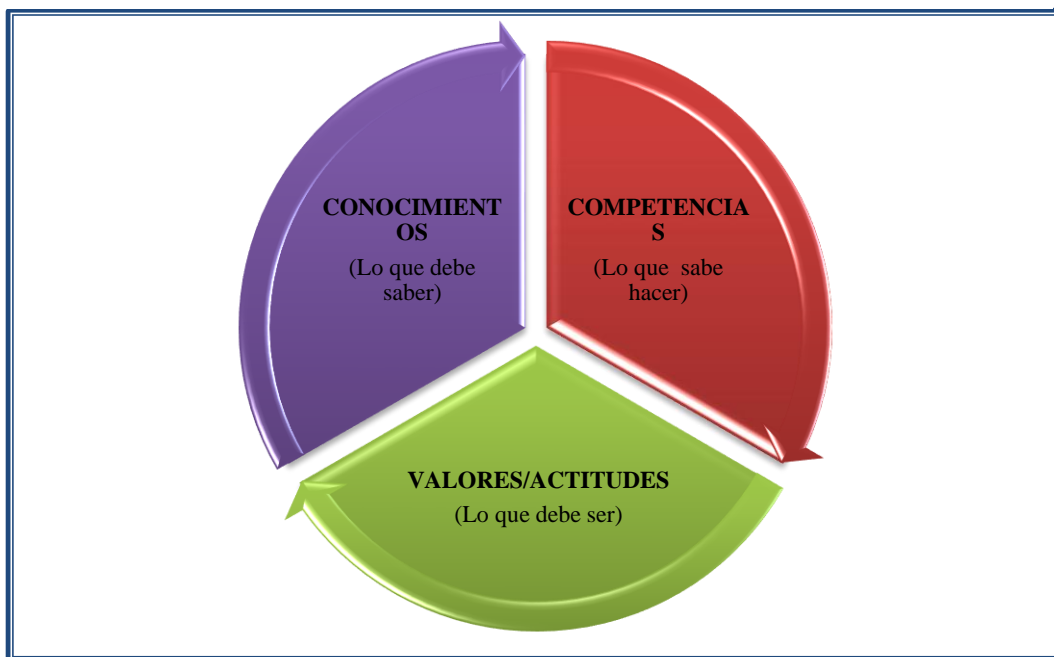 CONOCIMIENT
OS
(Lo que debe
saber)
COMPETENCIA
S
(Lo que  sabe
hacer)
VALORES/ACTITUDES
(Lo que debe ser)